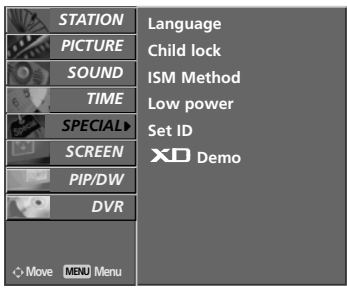 STATION
PICTURE
SOUND
TIME
SPECIAL
SCREEN
PIP/DW
DVR
Move MENU Menu
Language
Child lock
ISM Method
Low power
Set ID
XD Demo